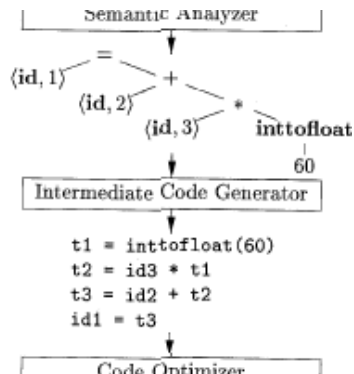 Semantic Analyzer
=
⟨id, 1⟩ +
⟨id, 2⟩ *
⟨id, 3⟩ inttofloat
60
Intermediate Code Generator
t1 = inttofloat(60)
t2 = id3 * t1
t3 = id2 + t2
id1 = t3
Code Optimizer